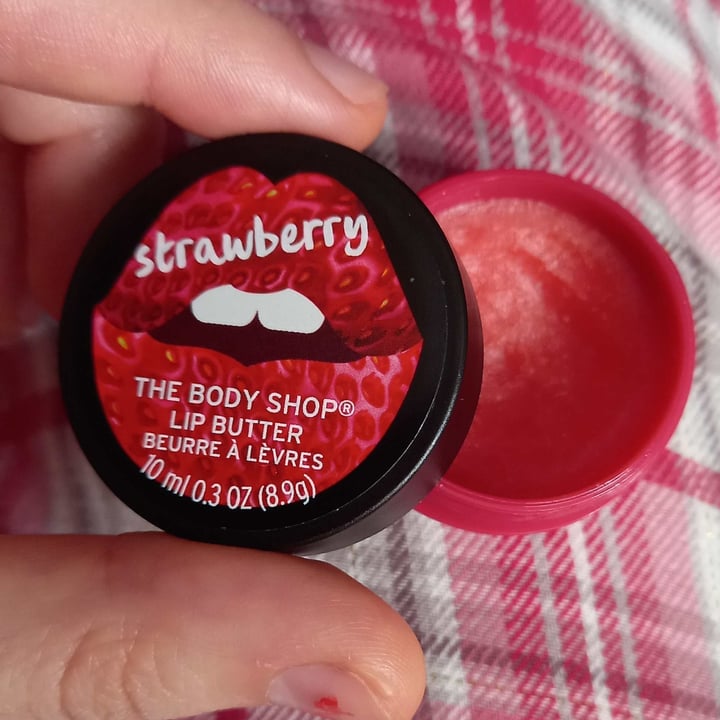 strawberry
THE BODY SHOP®
LIP BUTTER
BEURRE À LÈVRES
10 ml 0.3 OZ (8.9g)